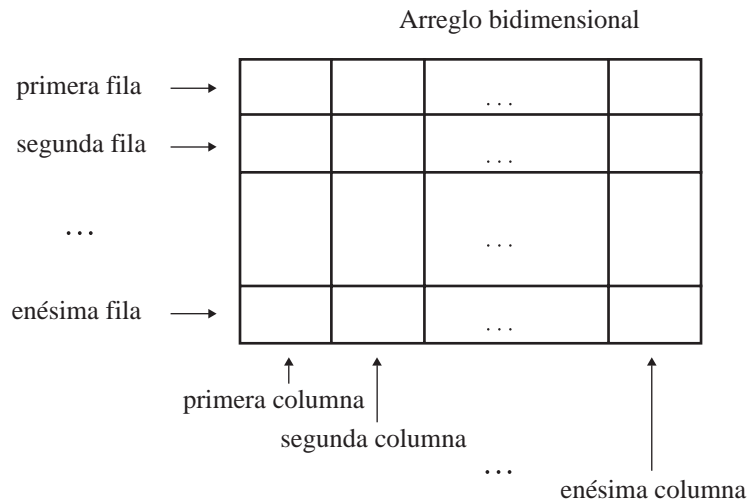 Arreglo bidimensional
primera fila
...
segunda fila
...
...
...
enésima fila
...
primera columna
segunda columna
...
enésima columna